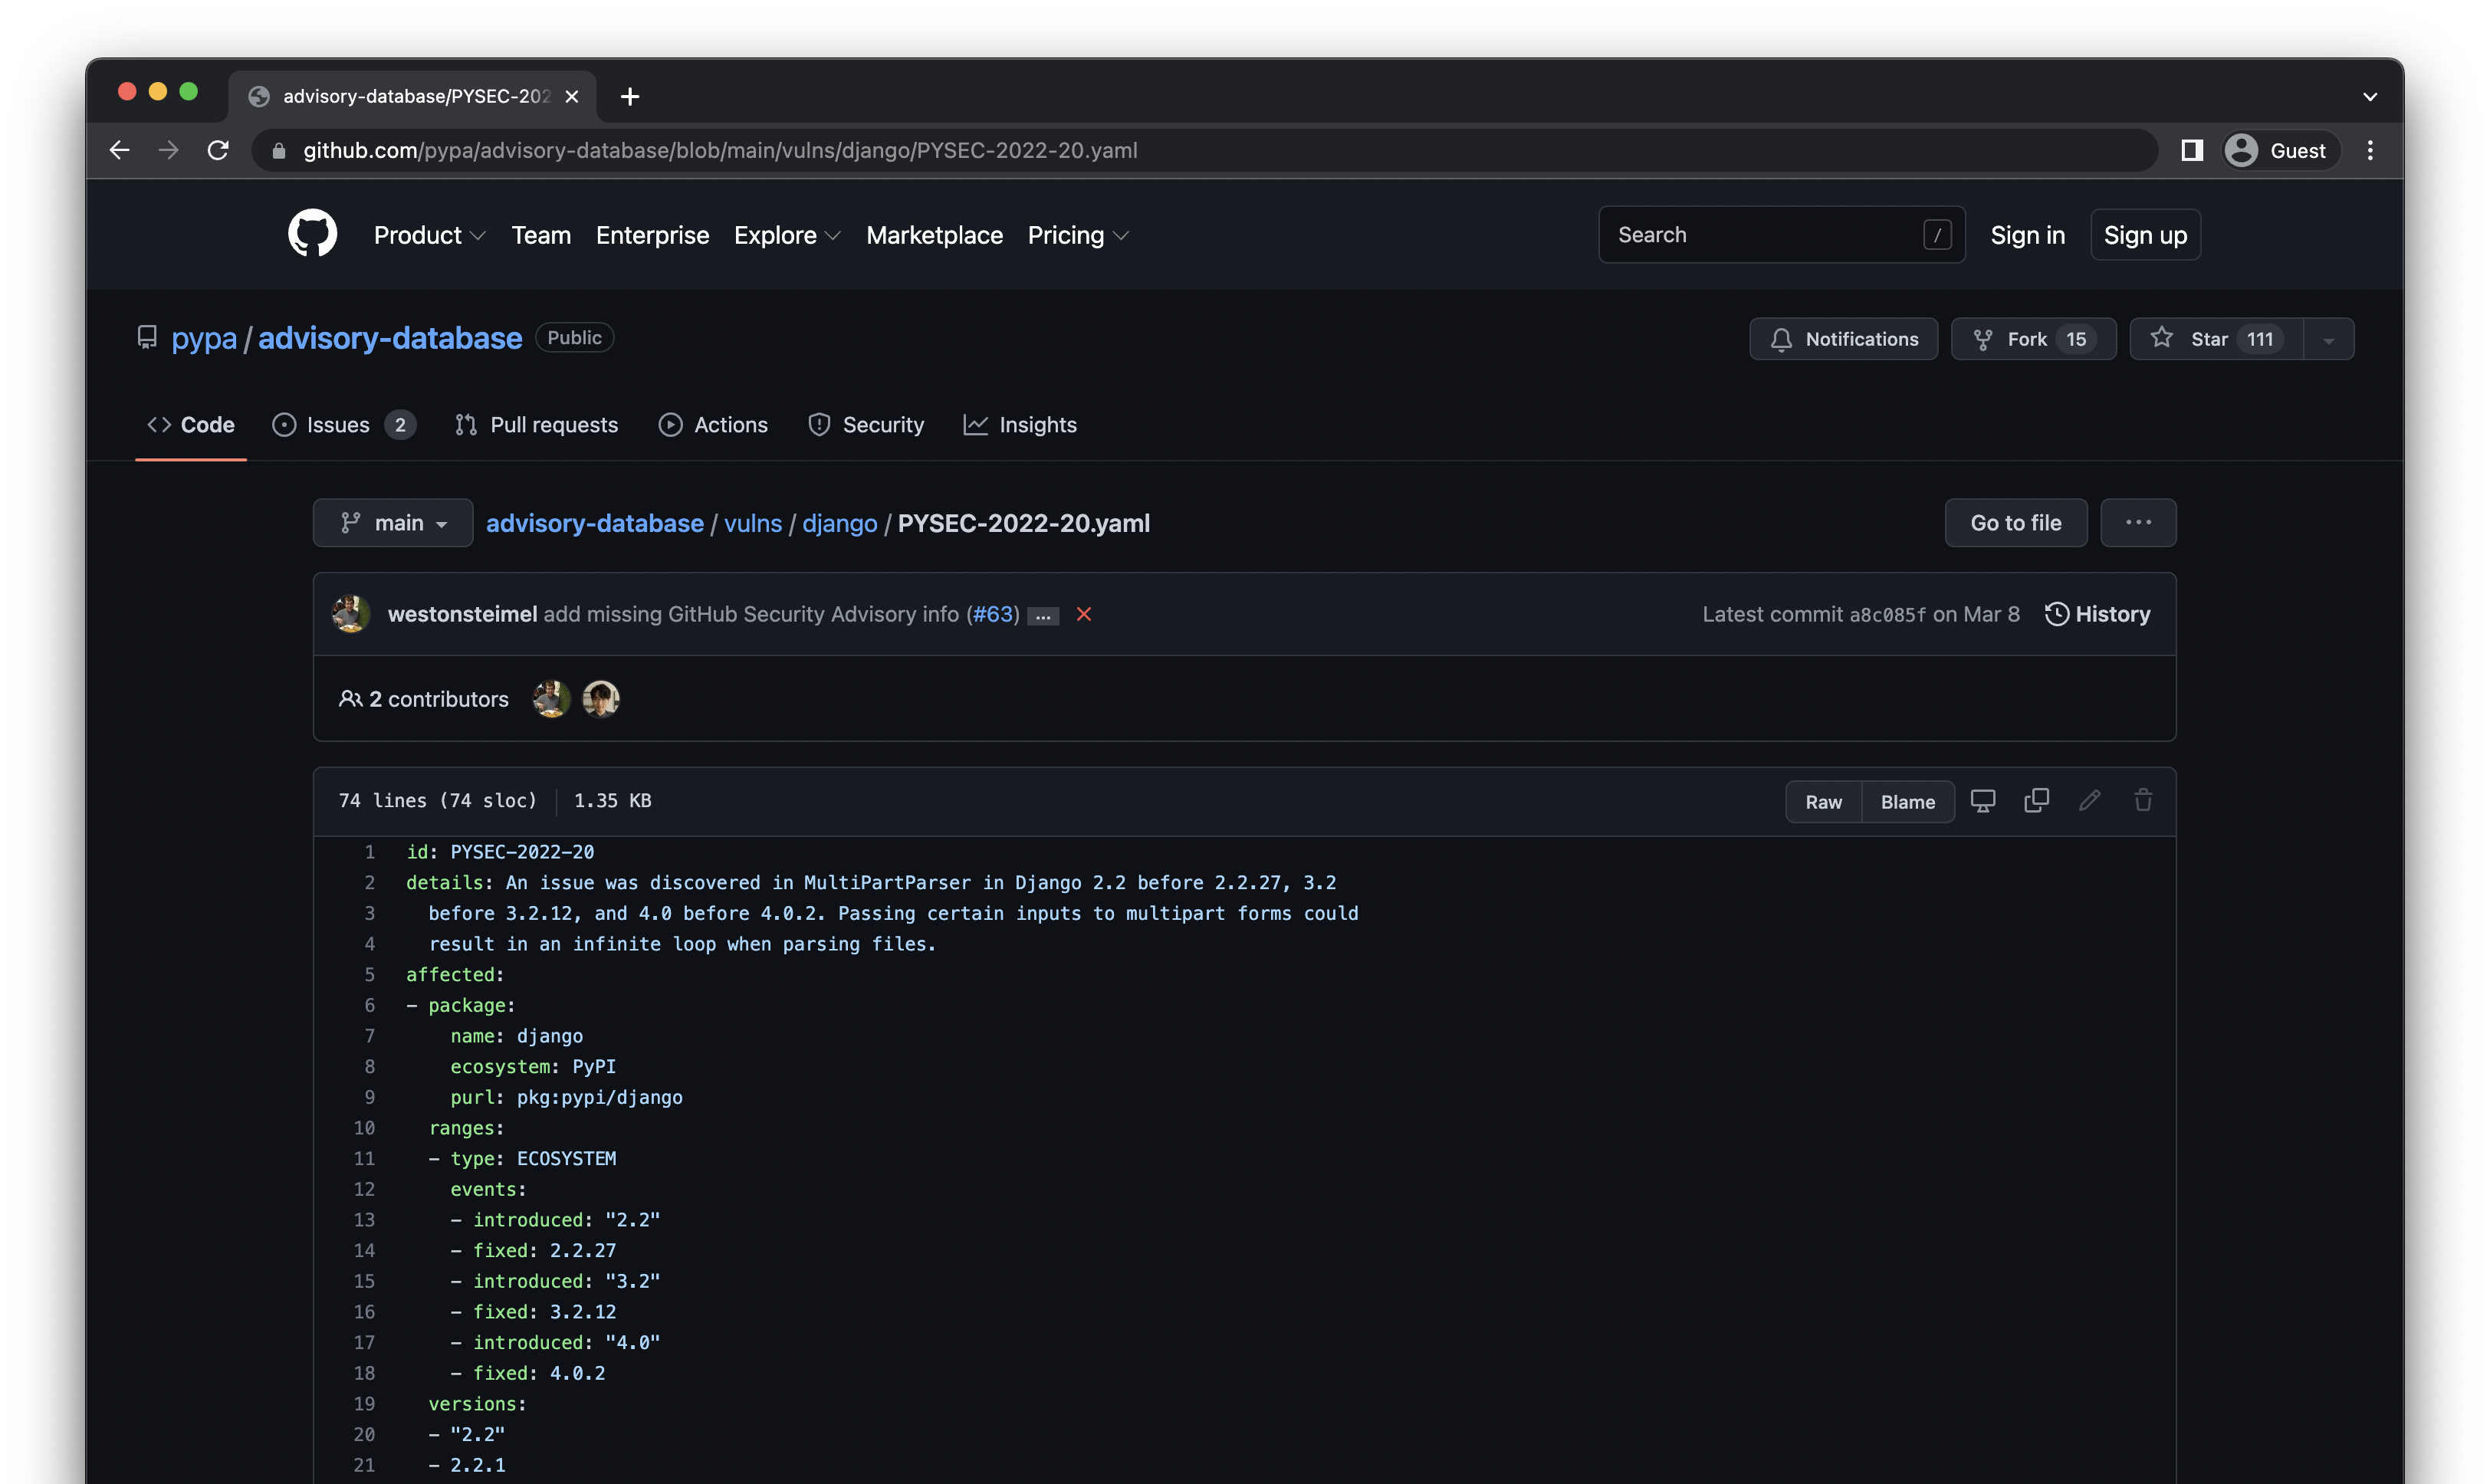 advisory-database/PYSEC-202
github.com/pypa/advisory-database/blob/main/vulns/django/PYSEC-2022-20.yaml
Guest
Product Team Enterprise Explore Marketplace Pricing
Search /
Sign in
Sign up
pypa / advisory-database Public
Notifications
Fork 15
Star 111
<> Code
Issues 2
Pull requests
Actions
Security
Insights
main
advisory-database / vulns / django / PYSEC-2022-20.yaml
Go to file
...
westonsteimel add missing GitHub Security Advisory info (#63) ...
Latest commit a8c085f on Mar 8
History
2 contributors
74 lines (74 sloc) 1.35 KB
Raw Blame
1 id: PYSEC-2022-20
2 details: An issue was discovered in MultiPartParser in Django 2.2 before 2.2.27, 3.2
3 before 3.2.12, and 4.0 before 4.0.2. Passing certain inputs to multipart forms could
4 result in an infinite loop when parsing files.
5 affected:
6 - package:
7 name: django
8 ecosystem: PyPI
9 purl: pkg:pypi/django
10 ranges:
11 - type: ECOSYSTEM
12 events:
13 - introduced: "2.2"
14 - fixed: 2.2.27
15 - introduced: "3.2"
16 - fixed: 3.2.12
17 - introduced: "4.0"
18 - fixed: 4.0.2
19 versions:
20 - "2.2"
21 - 2.2.1